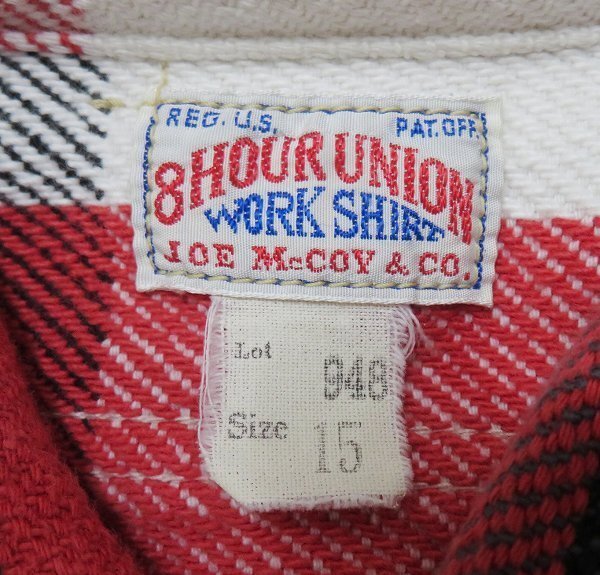 REG. U.S. PAT. OFF.
8 HOUR UNION
WORK SHIRT
JOE McCOY & CO.
Lot 948
Size 15